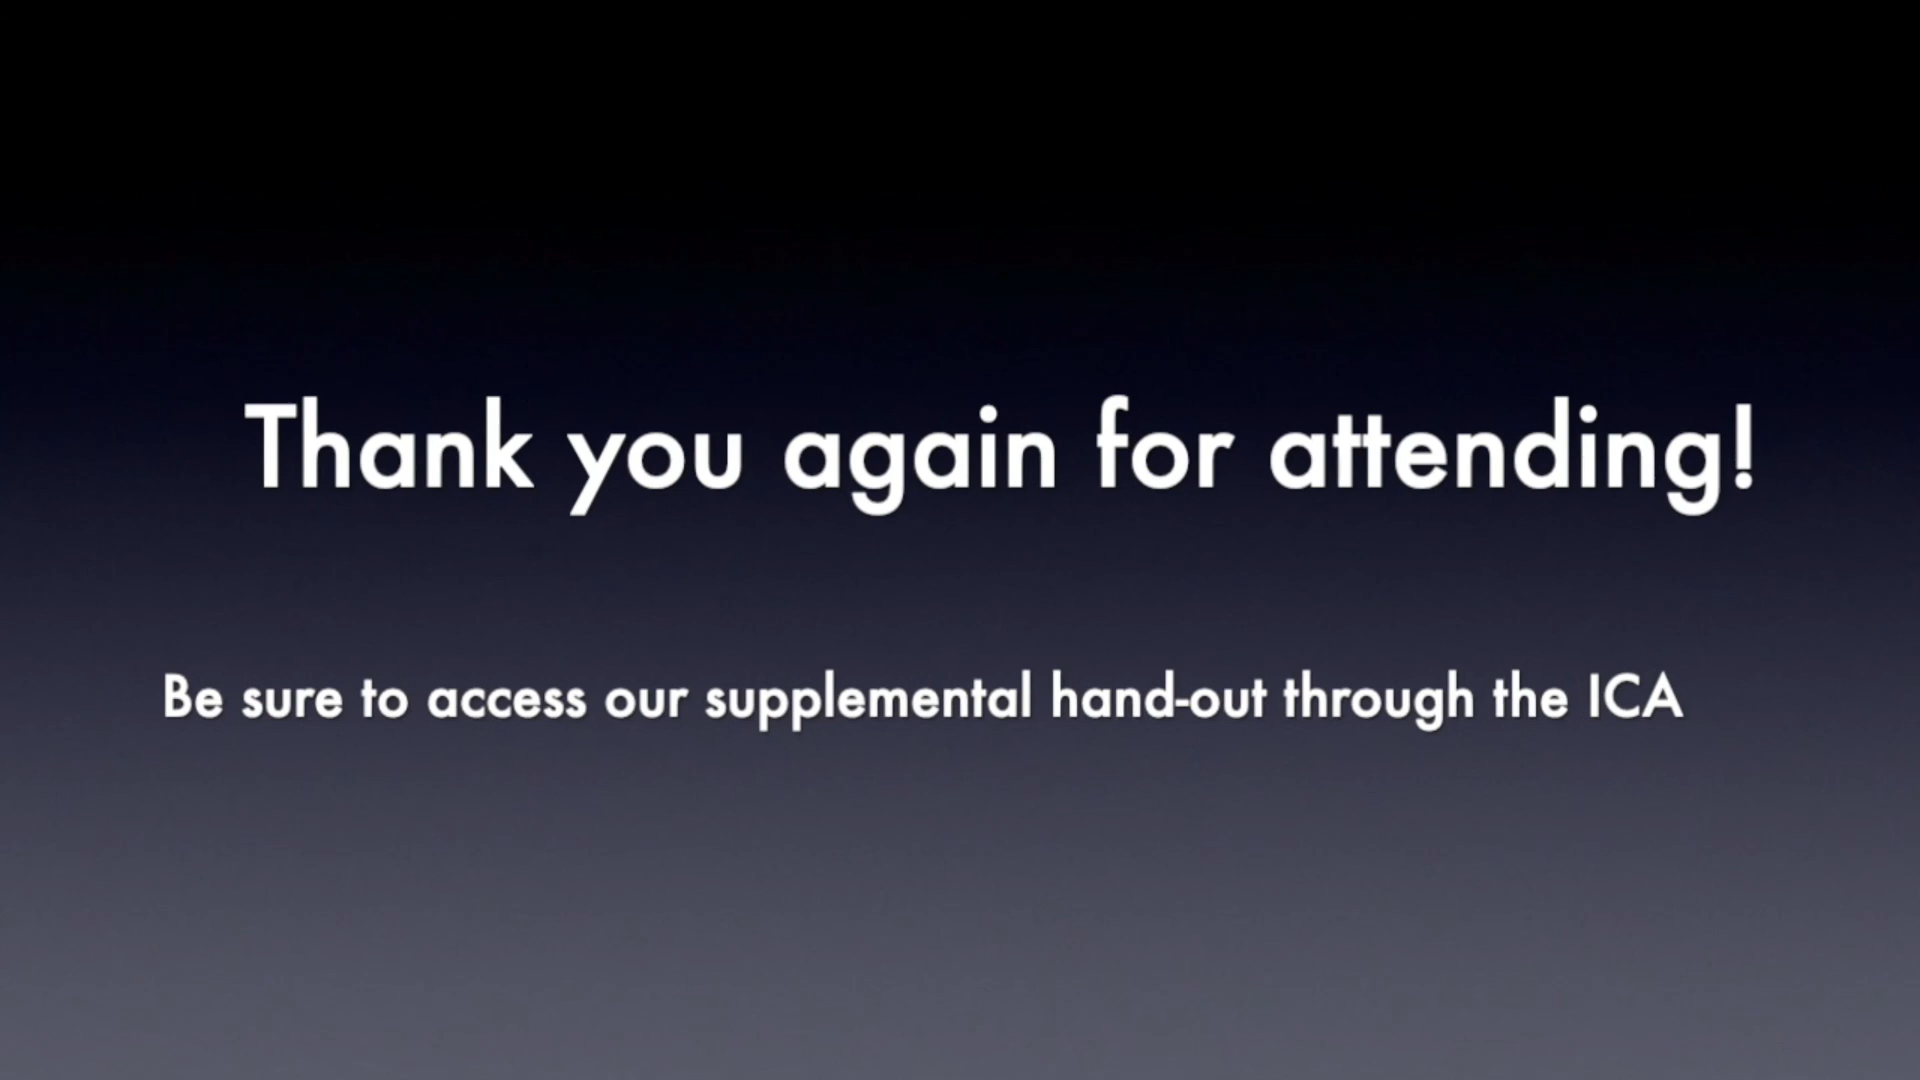 Thank you again for attending!
Be sure to access our supplemental hand-out through the ICA